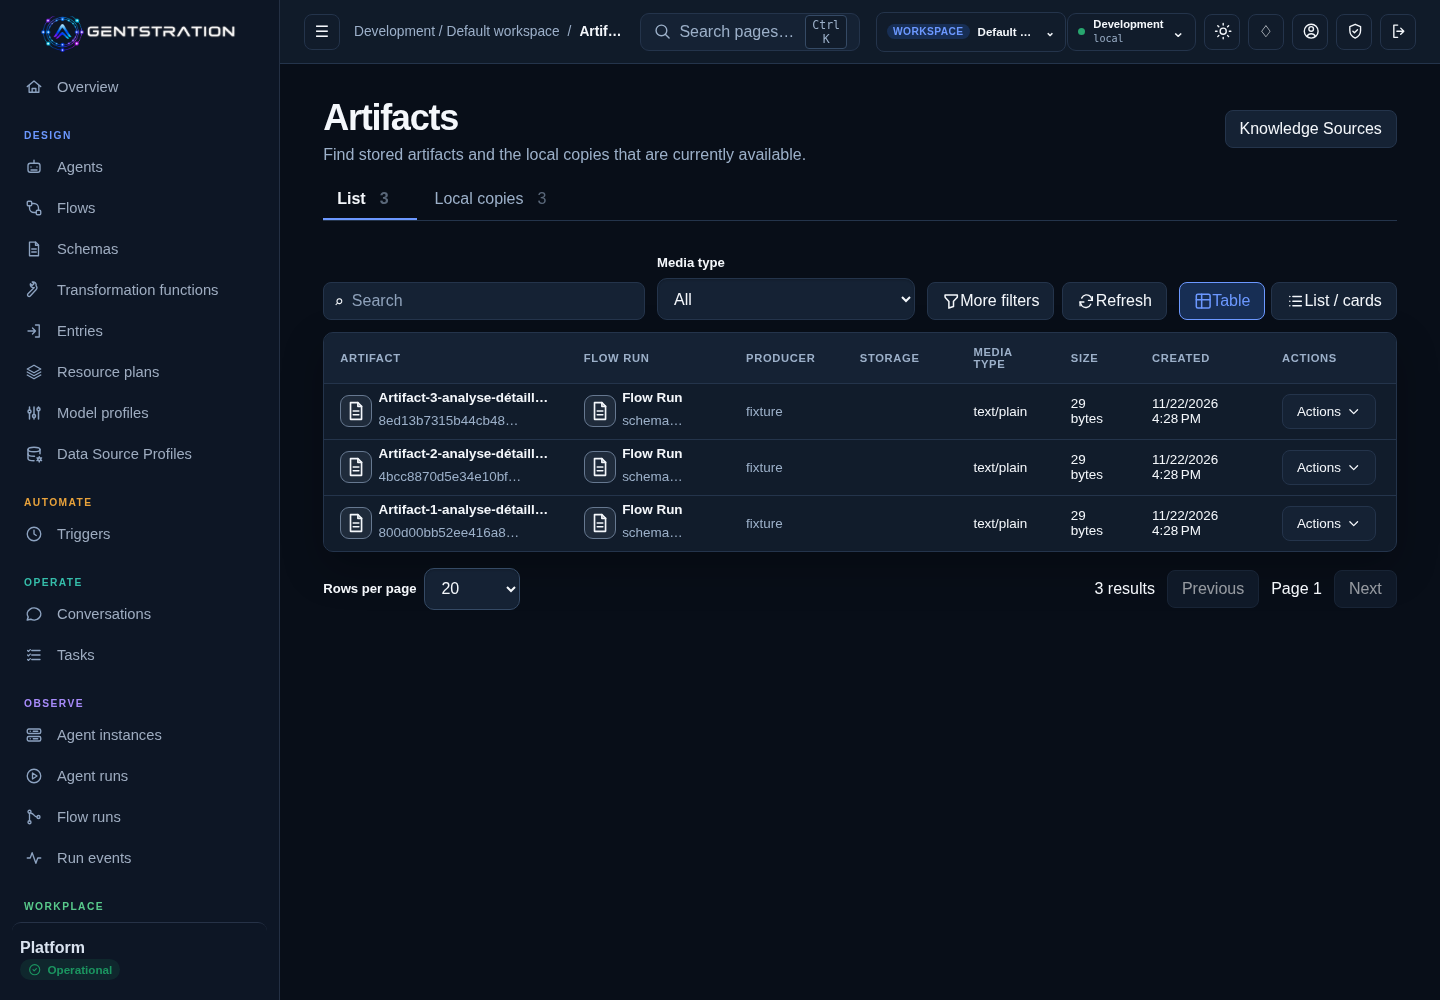 GENTSTRATION
Overview
DESIGN
Agents
Flows
Schemas
Transformation functions
Entries
Resource plans
Model profiles
Data Source Profiles
AUTOMATE
Triggers
OPERATE
Conversations
Tasks
OBSERVE
Agent instances
Agent runs
Flow runs
Run events
WORKPLACE
Platform
Operational
Development / Default workspace / Artif…
Search pages…
Ctrl
K
WORKSPACE Default …
Development
local
Artifacts
Find stored artifacts and the local copies that are currently available.
Knowledge Sources
List 3 Local copies 3
Media type
Search
All
More filters
Refresh
Table
List / cards
ARTIFACT FLOW RUN PRODUCER STORAGE MEDIA TYPE SIZE CREATED ACTIONS
Artifact-3-analyse-détaill… Flow Run
8ed13b7315b44cb48… schema… fixture text/plain 29 bytes 11/22/2026 4:28 PM Actions
Artifact-2-analyse-détaill… Flow Run
4bcc8870d5e34e10bf… schema… fixture text/plain 29 bytes 11/22/2026 4:28 PM Actions
Artifact-1-analyse-détaill… Flow Run
800d00bb52ee416a8… schema… fixture text/plain 29 bytes 11/22/2026 4:28 PM Actions
Rows per page 20 3 results Previous Page 1 Next